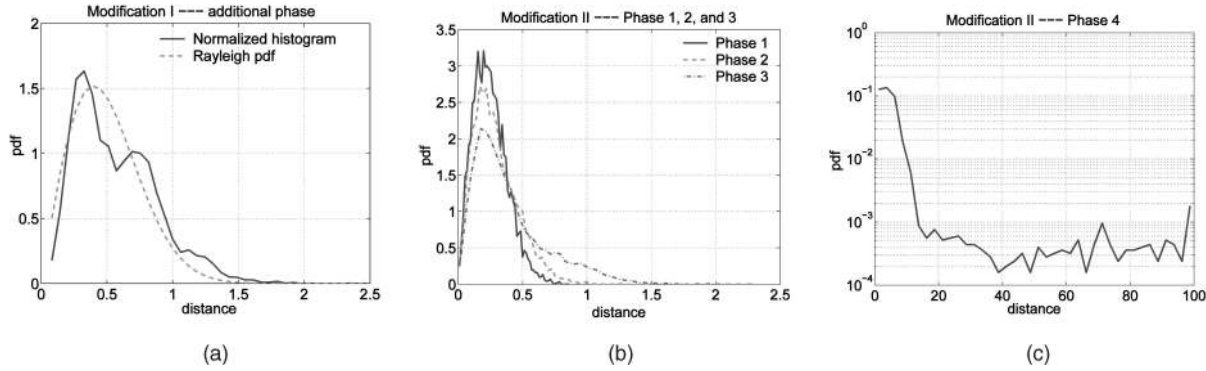 Modification I --- additional phase
2
1.5
1
0.5
0
pdf
Normalized histogram
Rayleigh pdf
0 0.5 1 1.5 2 2.5
distance
(a)
Modification II --- Phase 1, 2, and 3
3.5
3
2.5
2
1.5
1
0.5
0
pdf
Phase 1
Phase 2
Phase 3
0 0.5 1 1.5 2 2.5
distance
(b)
Modification II --- Phase 4
10^0
10^-1
10^-2
10^-3
10^-4
pdf
0 20 40 60 80 100
distance
(c)